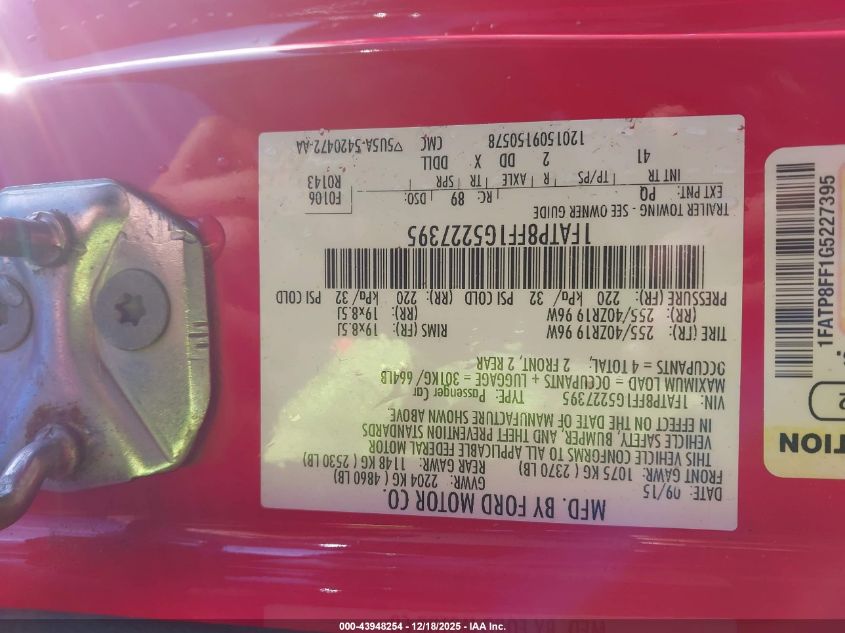 MFD. BY FORD MOTOR CO.
DATE: 09/15 GVWR: 2204 KG ( 4860 LB)
FRONT GAWR: 1075 KG ( 2370 LB) REAR GAWR: 1148 KG ( 2530 LB)
THIS VEHICLE CONFORMS TO ALL APPLICABLE FEDERAL MOTOR
VEHICLE SAFETY, BUMPER, AND THEFT PREVENTION STANDARDS
IN EFFECT ON THE DATE OF MANUFACTURE SHOWN ABOVE.
VIN: 1FATP8FF1G5227395 TYPE: Passenger Car
MAXIMUM LOAD = OCCUPANTS + LUGGAGE = 301KG/664LB
OCCUPANTS = 4 TOTAL, 2 FRONT, 2 REAR
TIRE (FR): 255/40ZR19 96W RIMS (FR): 19x8.5J
(RR): 255/40ZR19 96W (RR): 19x8.5J
PRESSURE (FR): 220 kPa/ 32 PSI COLD (RR): 220 kPa/ 32 PSI COLD
1FATP8FF1G5227395
TRAILER TOWING - SEE OWNER GUIDE
EXT PNT: PQ RC: 89 DSO: F0106
R0143
INT TR TP/PS R AXLE TR SPR
41 2 DD X DDLL
1201509150578 CMC ▽5U5A-5420472-AA
1FATP8FF1G5227395
TION
000-43948254 • 12/18/2025 • IAA Inc.